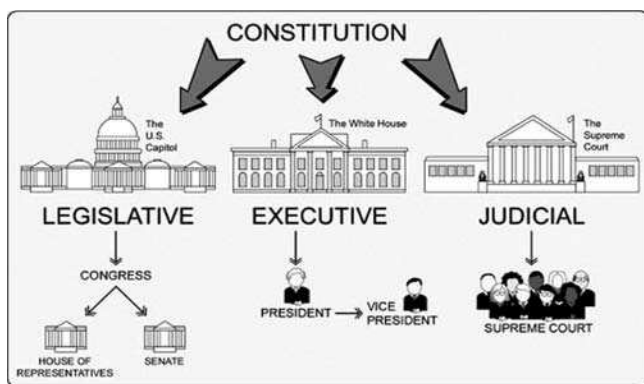 CONSTITUTION
The
U.S.
Capitol
The White House
The
Supreme
Court
LEGISLATIVE
EXECUTIVE
JUDICIAL
CONGRESS
PRESIDENT
VICE
PRESIDENT
SUPREME COURT
HOUSE OF
REPRESENTATIVES
SENATE